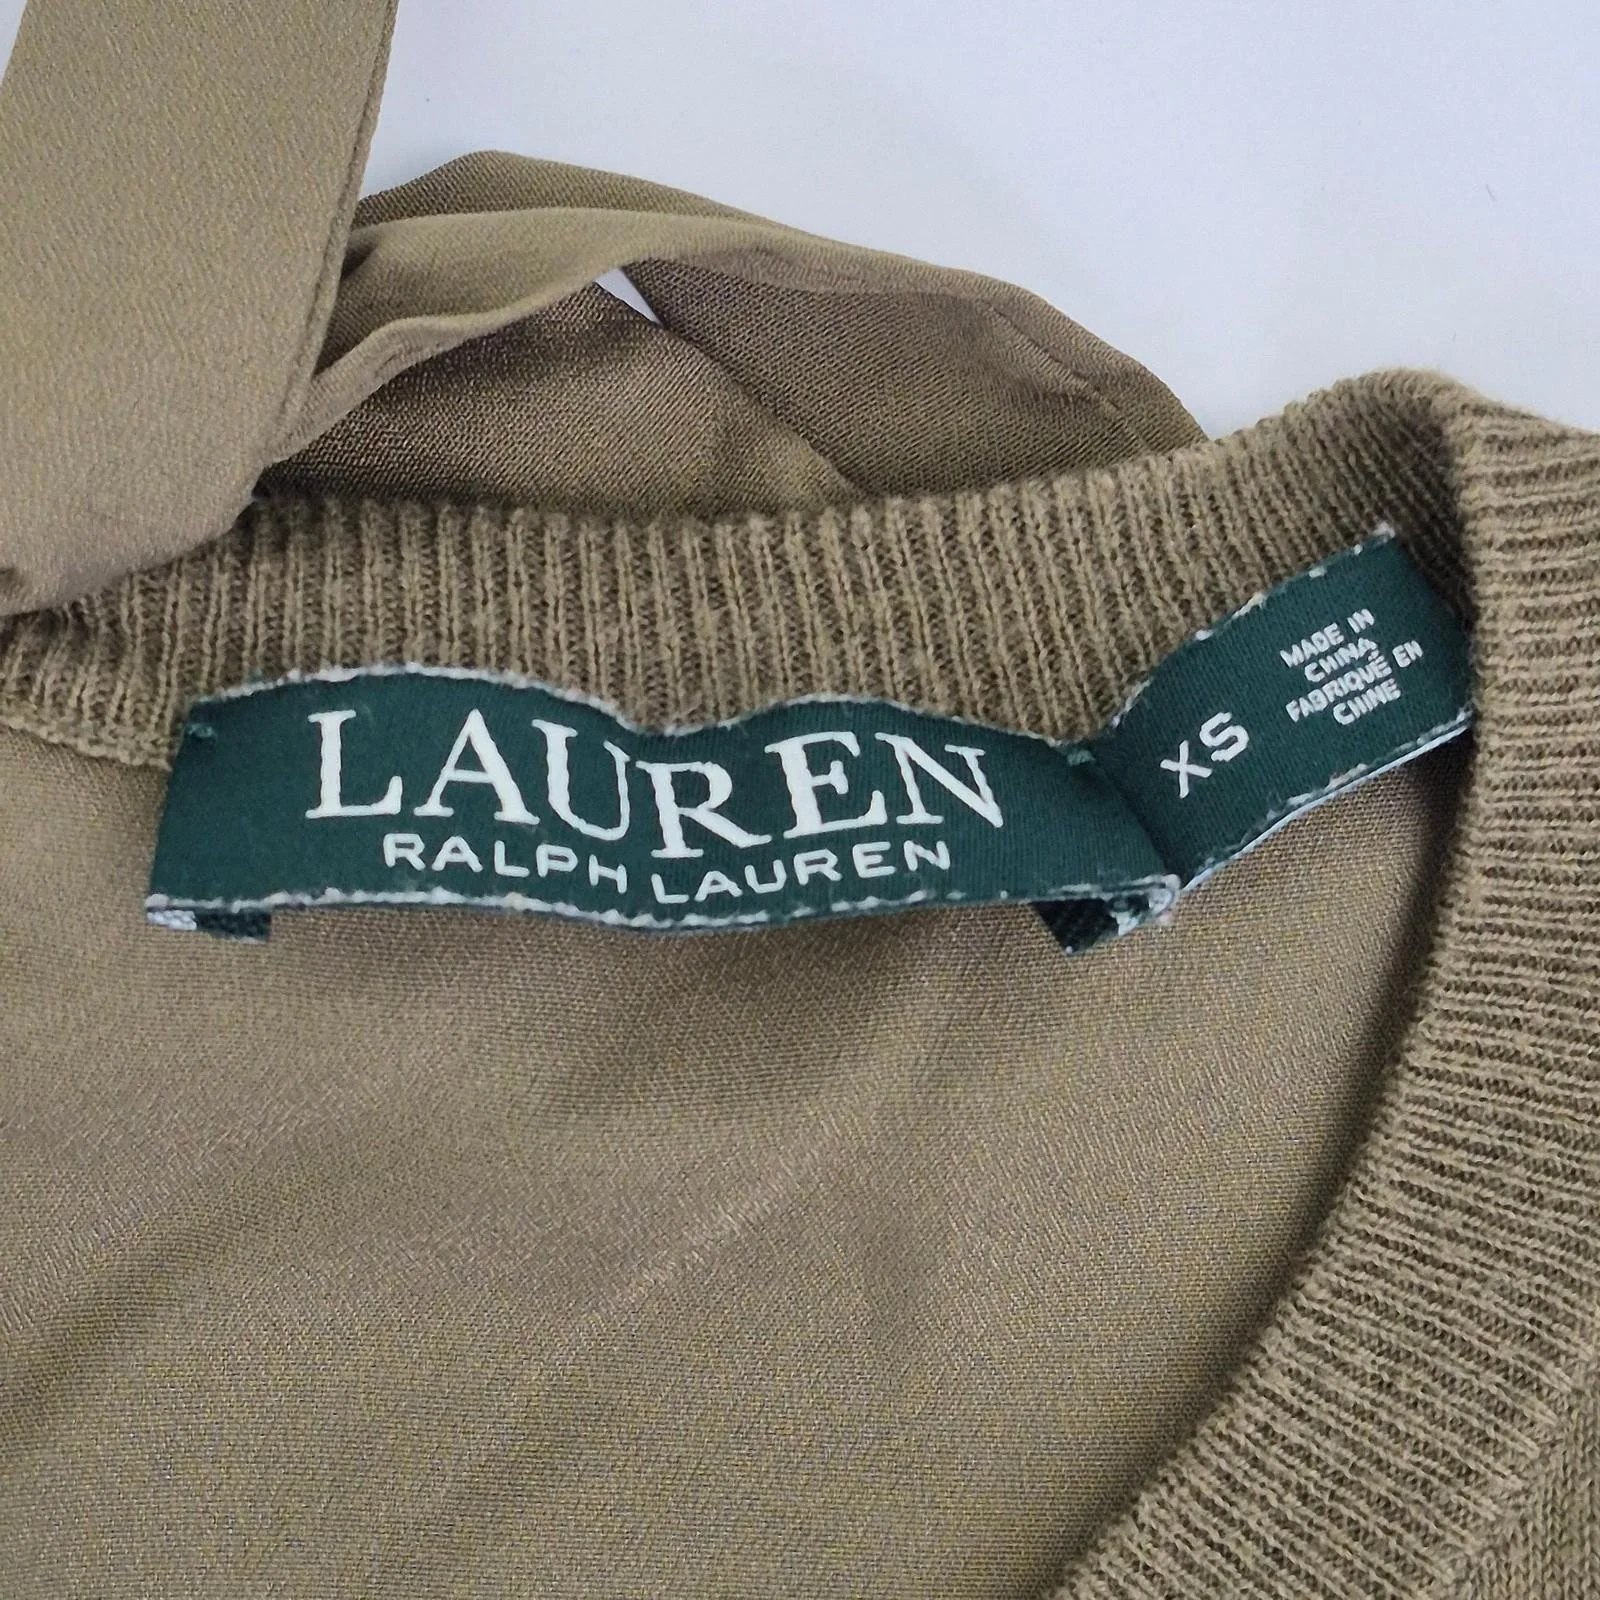 LAUREN
RALPH LAUREN
XS
MADE IN
CHINA
FABRIQUÉ EN
CHINE